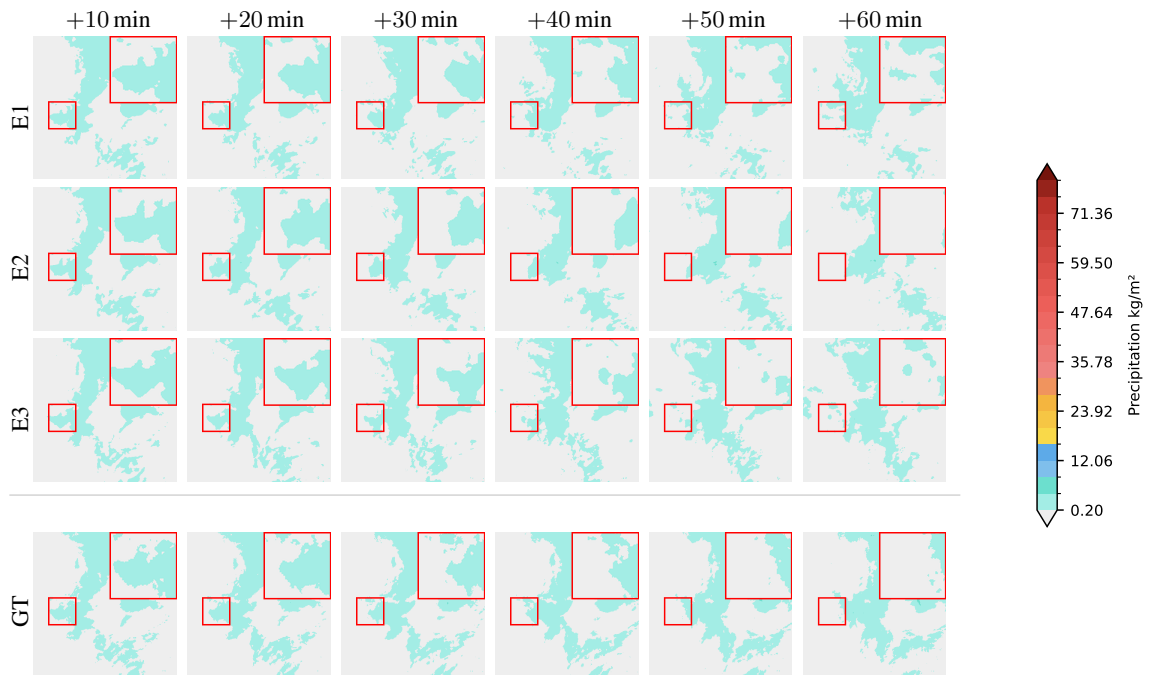 +10 min +20 min +30 min +40 min +50 min +60 min
E1
E2
E3
GT
71.36
59.50
47.64
35.78
23.92
12.06
0.20
Precipitation kg/m²